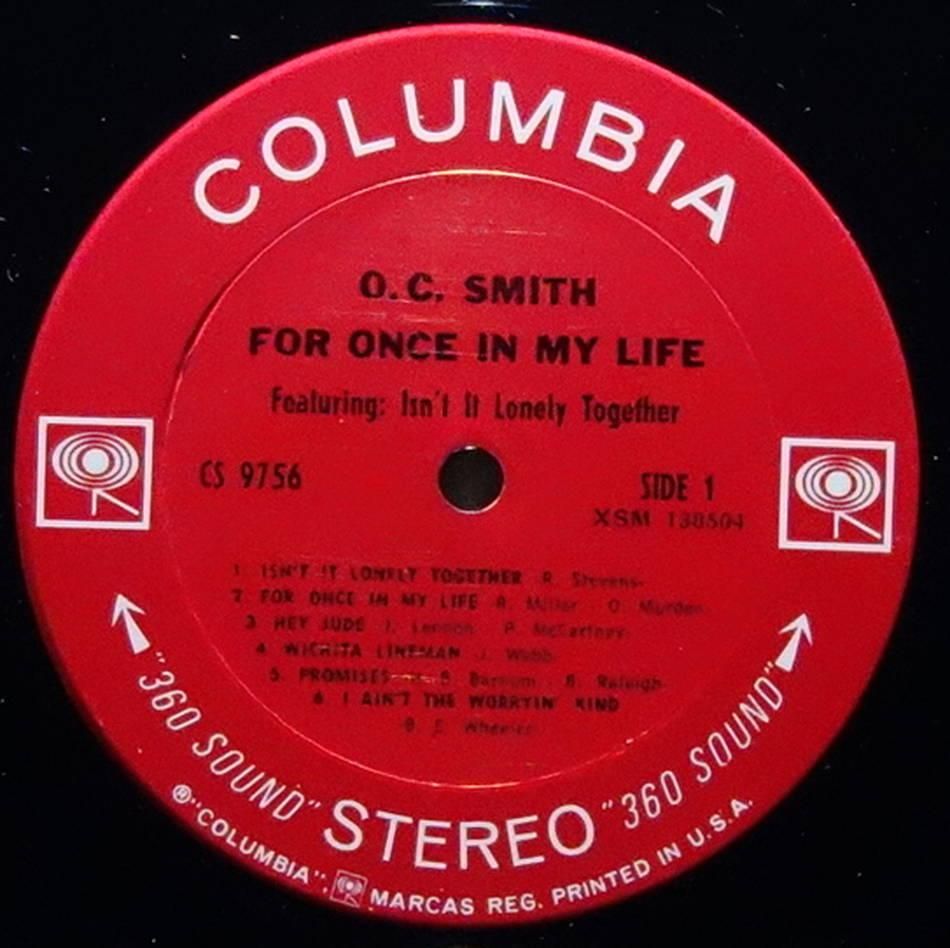 COLUMBIA
O.C. SMITH
FOR ONCE IN MY LIFE
Featuring: Isn't It Lonely Together
CS 9756
SIDE 1
XSM 138504
1. ISN'T IT LONELY TOGETHER R. Stevens-
2. FOR ONCE IN MY LIFE R. Miller - O. Murden-
3. HEY JUDE J. Lennon - P. McCartney-
4. WICHITA LINEMAN J. Webb-
5. PROMISES B. Barnum - B. Raleigh-
6. I AIN'T THE WORRYIN' KIND
-B. E. Wheeler-
"360 SOUND" STEREO "360 SOUND"
® "COLUMBIA", MARCAS REG. PRINTED IN U.S.A.